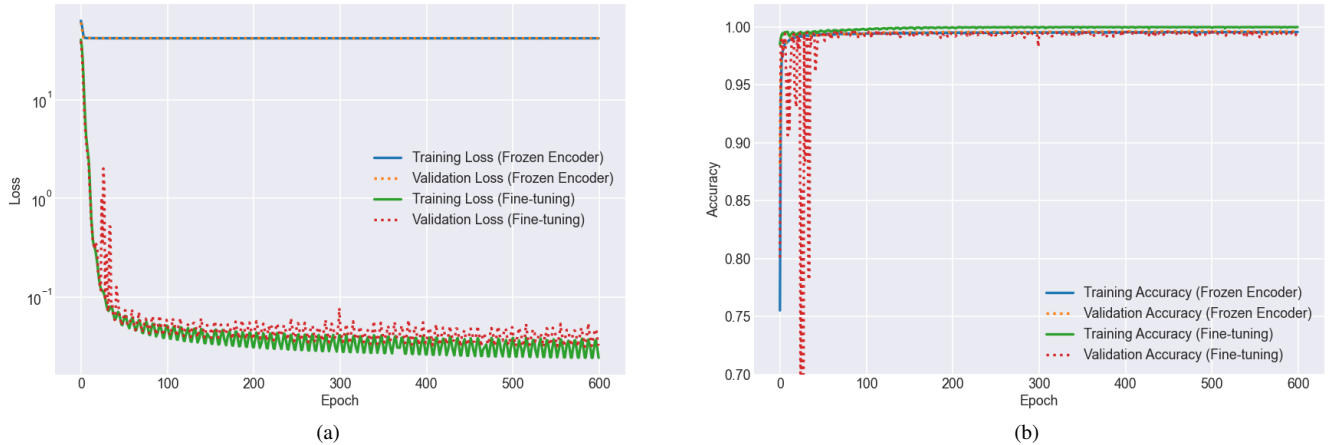 10^1
10^0
10^-1
Loss
Training Loss (Frozen Encoder)
Validation Loss (Frozen Encoder)
Training Loss (Fine-tuning)
Validation Loss (Fine-tuning)
0 100 200 300 400 500 600
Epoch
(a)
1.00
0.95
0.90
0.85
0.80
0.75
0.70
Accuracy
Training Accuracy (Frozen Encoder)
Validation Accuracy (Frozen Encoder)
Training Accuracy (Fine-tuning)
Validation Accuracy (Fine-tuning)
0 100 200 300 400 500 600
Epoch
(b)